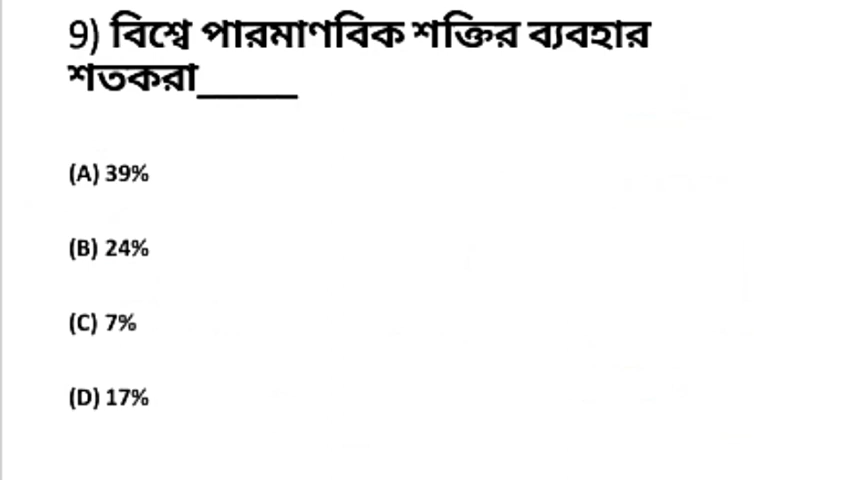 9) বিশ্বে পারমাণবিক শক্তির ব্যবহার
শতকরা_____
(A) 39%
(B) 24%
(C) 7%
(D) 17%